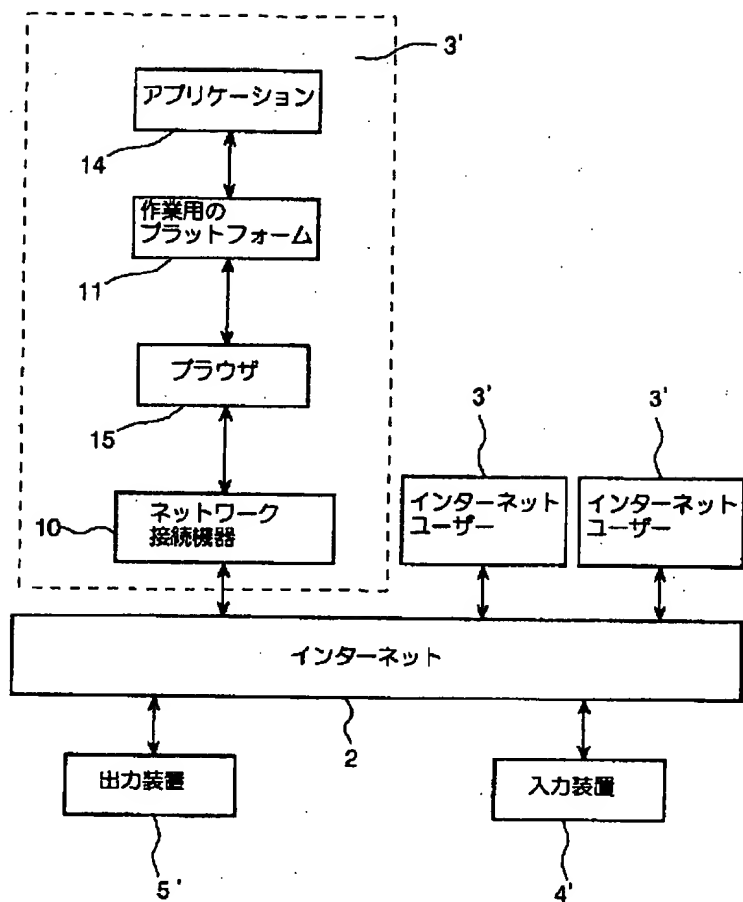 3'
アプリケーション
14
作業用の
プラットフォーム
11
ブラウザ
15
3'
3'
ネットワーク
接続機器
10
インターネット
ユーザー
インターネット
ユーザー
インターネット
2
出力装置
入力装置
5'
4'